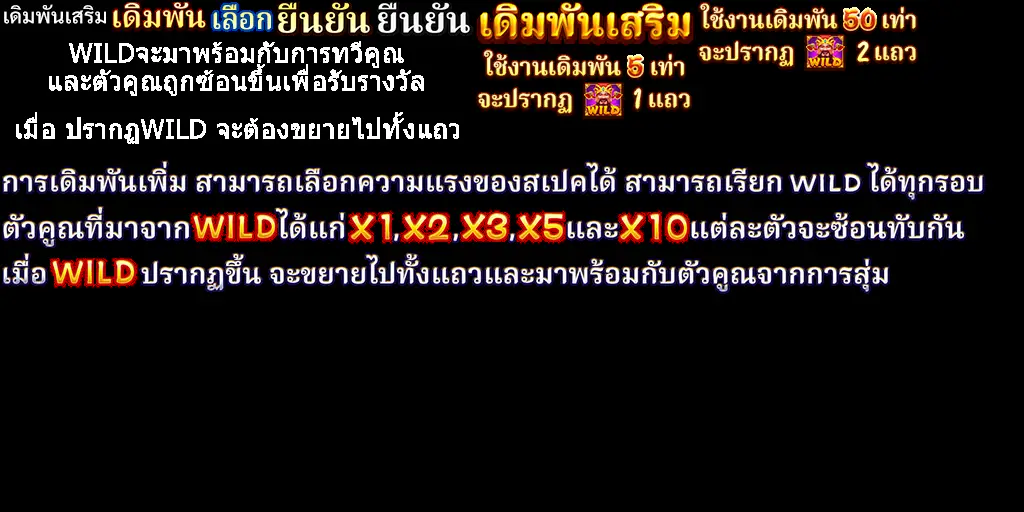 เดิมพันเสริม เดิมพัน เลือก ยืนยัน ยืนยัน
WILDจะมาพร้อมกับการทวีคูณ
และตัวคูณถูกซ้อนขึ้นเพื่อรับรางวัล
เมื่อ ปรากฏWILD จะต้องขยายไปทั้งแถว
เดิมพันเสริม
ใช้งานเดิมพัน 5 เท่า
จะปรากฏ WILD 1 แถว
ใช้งานเดิมพัน 50 เท่า
จะปรากฏ WILD 2 แถว
การเดิมพันเพิ่ม สามารถเลือกความแรงของสเปคได้ สามารถเรียก WILD ได้ทุกรอบ
ตัวคูณที่มาจาก WILD ได้แก่ X1, X2, X3, X5 และ X10 แต่ละตัวจะซ้อนทับกัน
เมื่อ WILD ปรากฏขึ้น จะขยายไปทั้งแถวและมาพร้อมกับตัวคูณจากการสุ่ม